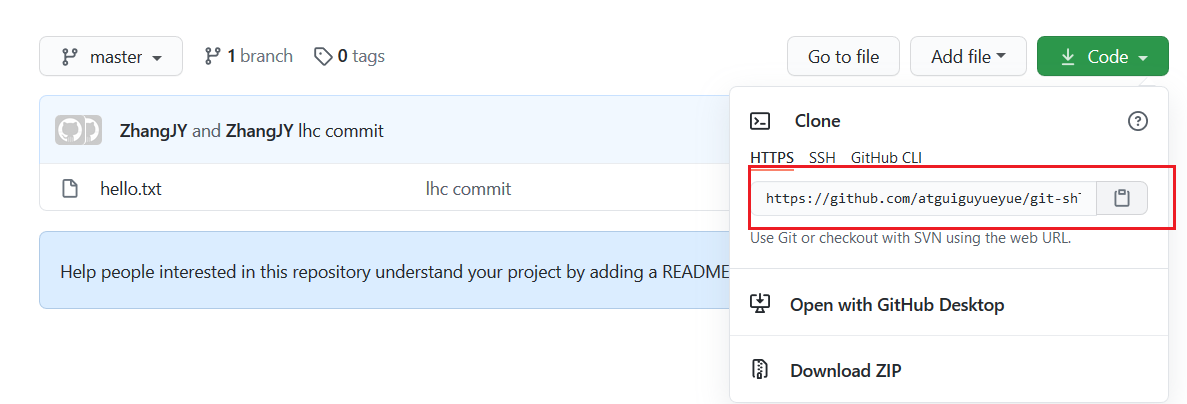 master 1 branch 0 tags Go to file Add file Code
ZhangJY and ZhangJY lhc commit
hello.txt lhc commit
Help people interested in this repository understand your project by adding a README
Clone
HTTPS SSH GitHub CLI
https://github.com/atguiguyueyue/git-sh
Use Git or checkout with SVN using the web URL.
Open with GitHub Desktop
Download ZIP